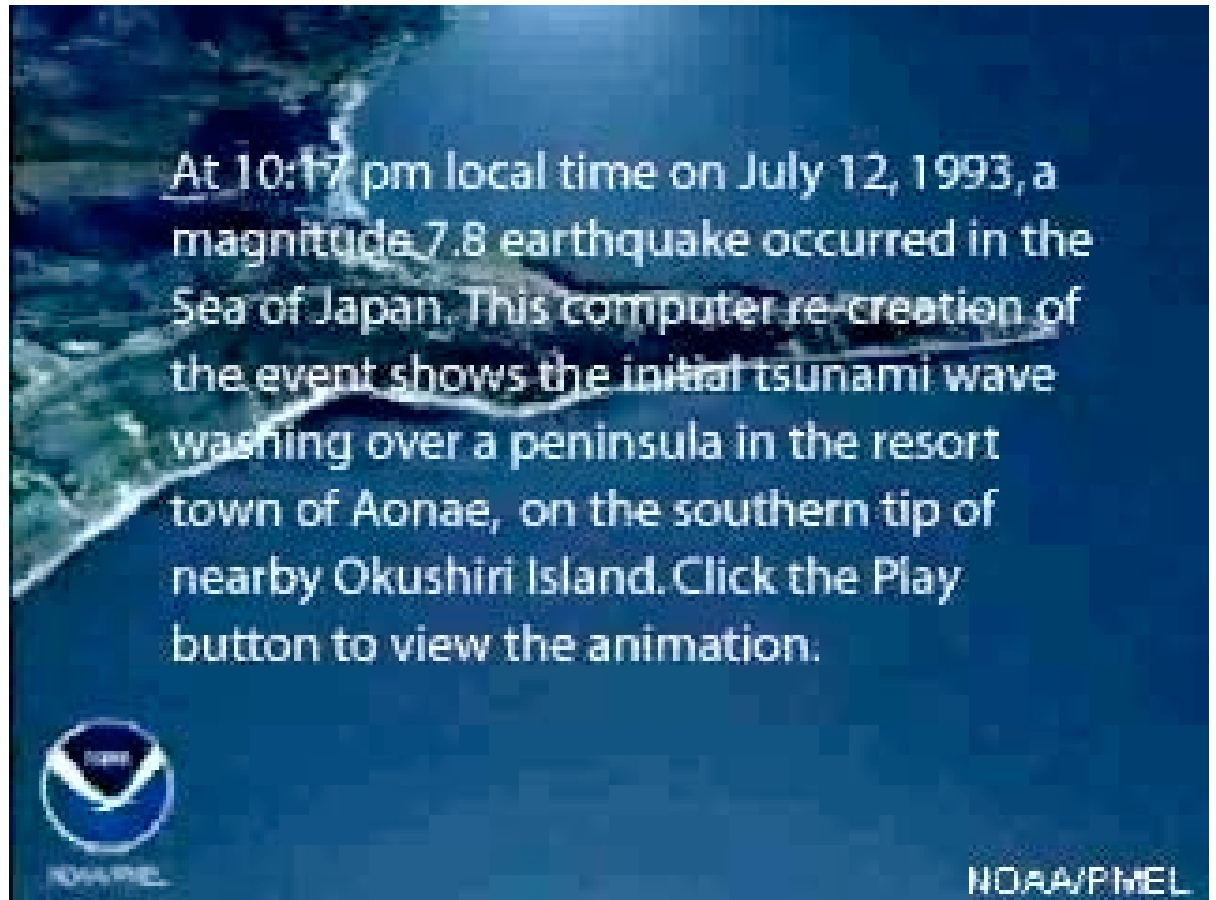 At 10:17 pm local time on July 12, 1993, a
magnitude 7.8 earthquake occurred in the
Sea of Japan. This computer re-creation of
the event shows the initial tsunami wave
washing over a peninsula in the resort
town of Aonae, on the southern tip of
nearby Okushiri Island. Click the Play
button to view the animation.
NOAA
NOAA/PMEL
NOAA/PMEL